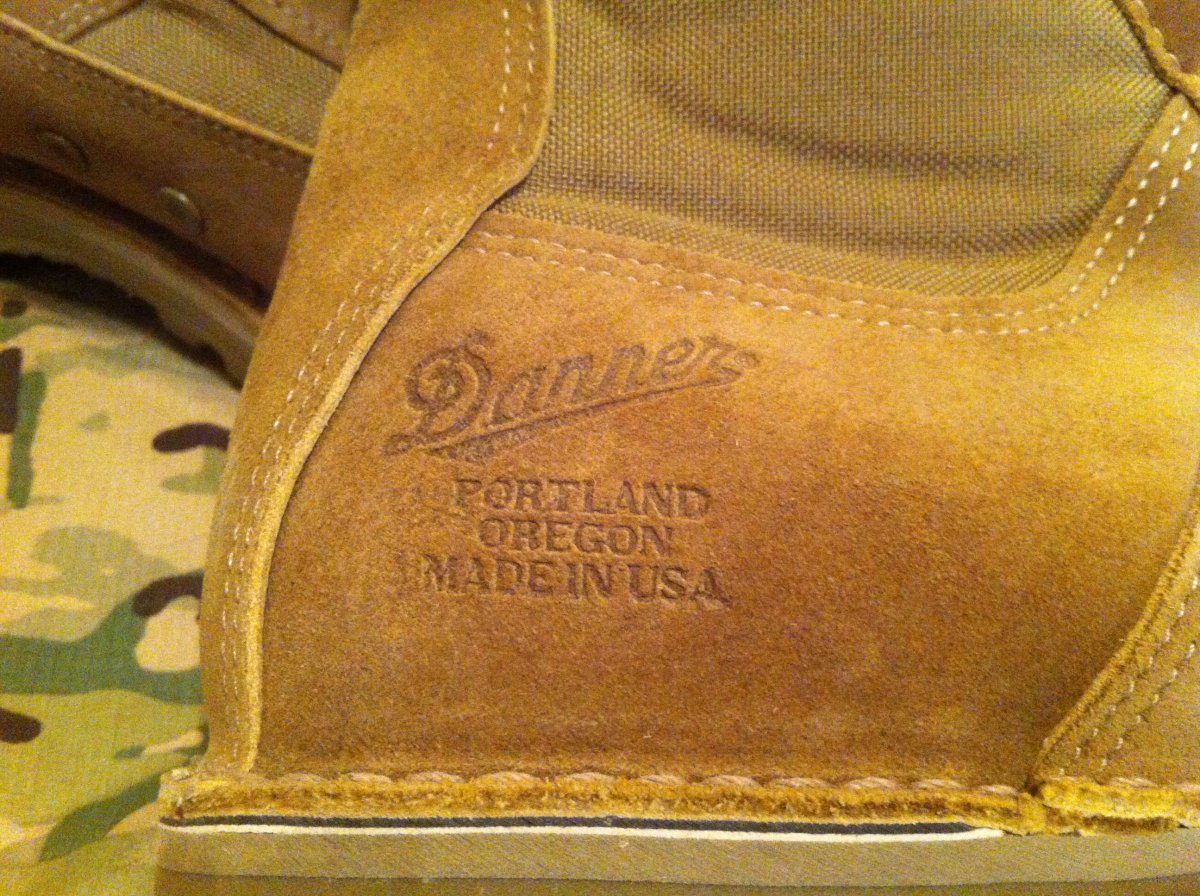 Danner
PORTLAND
OREGON
MADE IN USA